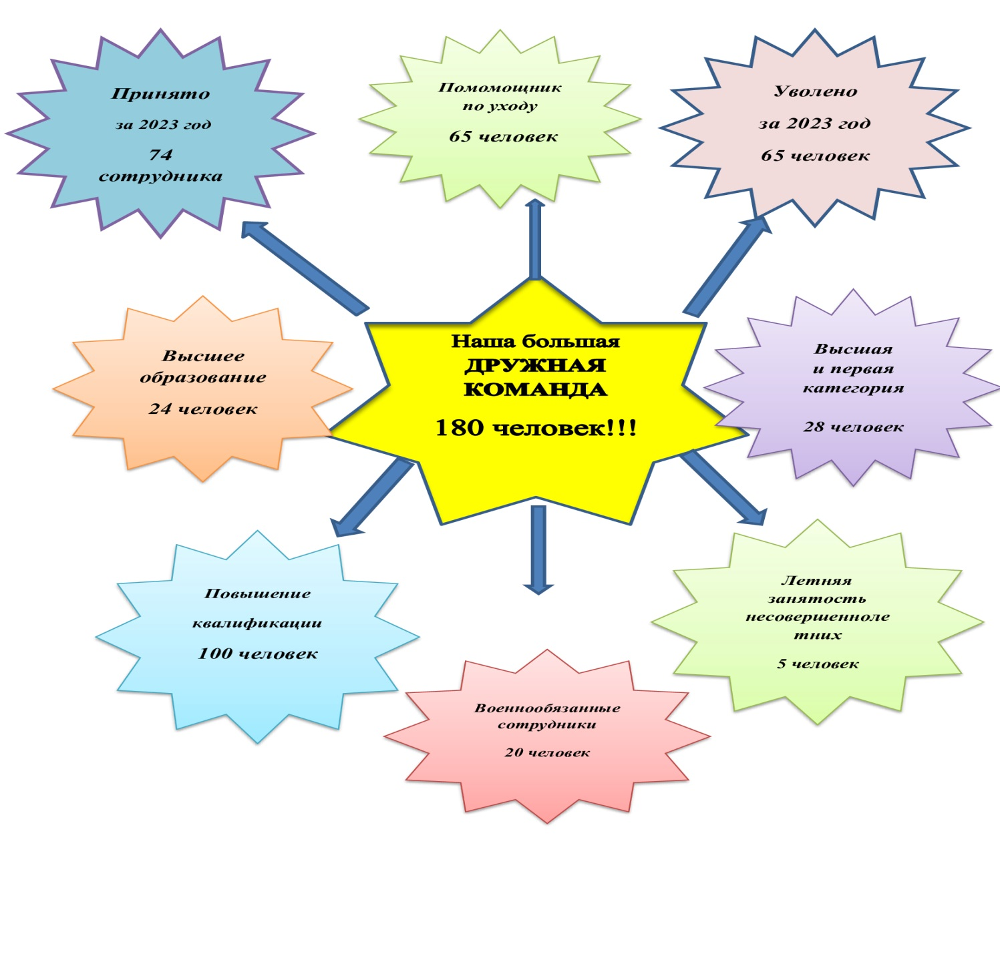 Принято
за 2023 год
74
сотрудника
Помомощник
по уходу
65 человек
Уволено
за 2023 год
65 человек
Высшее
образование
24 человек
Наша большая
ДРУЖНАЯ
КОМАНДА
180 человек!!!
Высшая
и первая
категория
28 человек
Повышение
квалификации
100 человек
Летняя
занятость
несовершенноле
тних
5 человек
Военнообязанные
сотрудники
20 человек